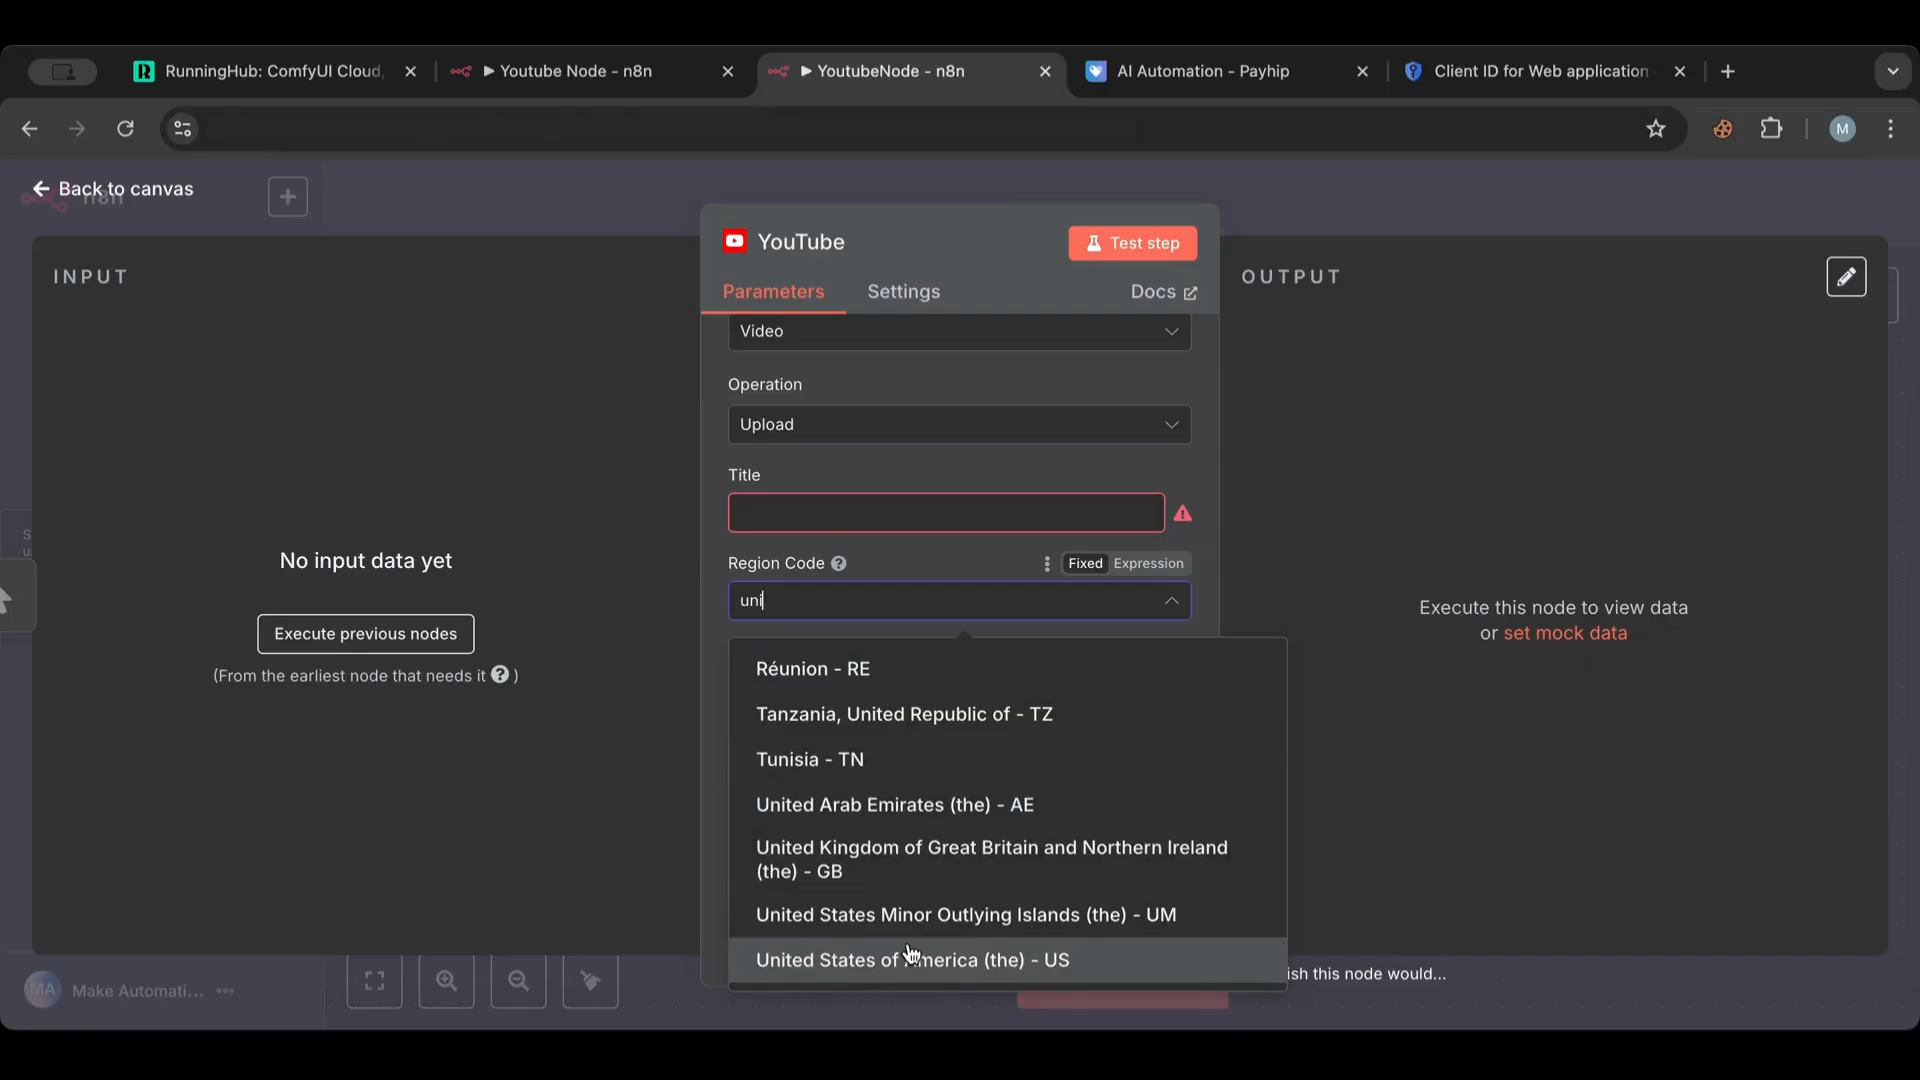 RunningHub: ComfyUI Cloud,
Youtube Node - n8n
YoutubeNode - n8n
AI Automation - Payhip
Client ID for Web application
M
Back to canvas
n8n
YouTube
Test step
INPUT
Parameters
Settings
Docs
OUTPUT
Video
Operation
Upload
Title
Region Code
Fixed
Expression
uni
No input data yet
Execute previous nodes
(From the earliest node that needs it ? )
Execute this node to view data
or set mock data
Réunion - RE
Tanzania, United Republic of - TZ
Tunisia - TN
United Arab Emirates (the) - AE
United Kingdom of Great Britain and Northern Ireland
(the) - GB
United States Minor Outlying Islands (the) - UM
United States of America (the) - US
MA
Make Automati...
ish this node would...